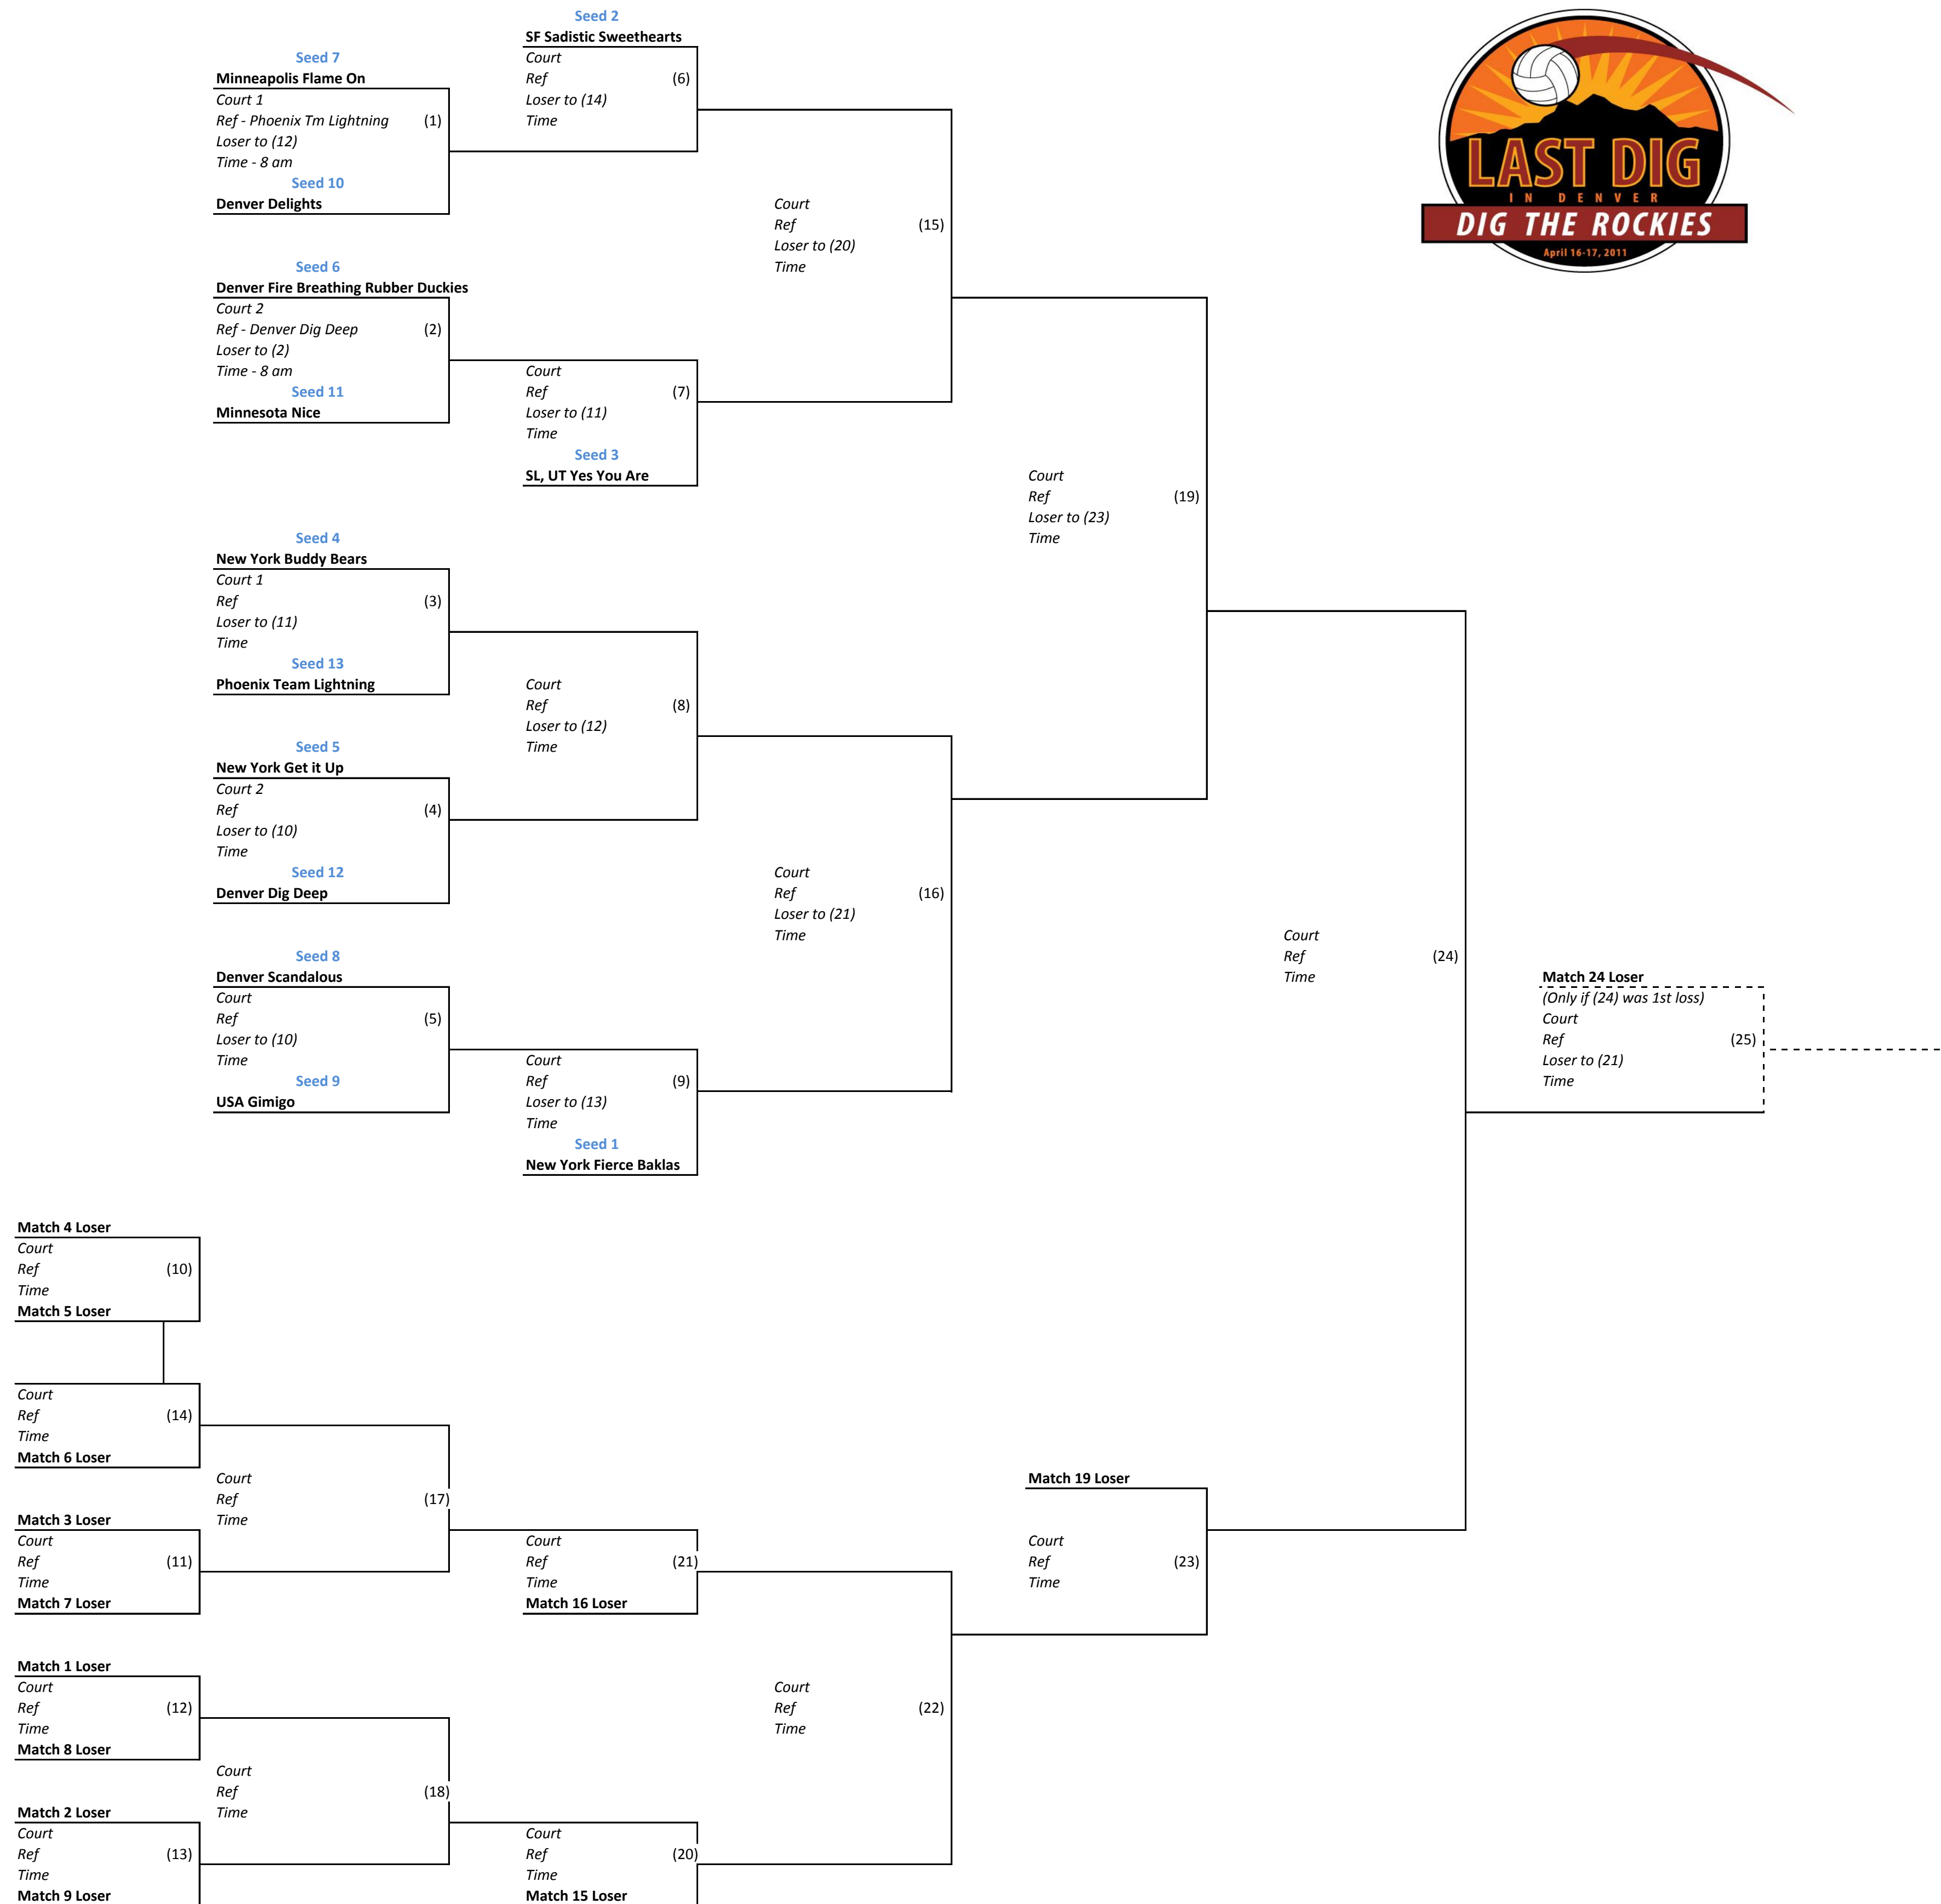 Seed 2
SF Sadistic Sweethearts
Court
Ref (6)
Loser to (14)
Time
Seed 7
Minneapolis Flame On
Court 1
Ref - Phoenix Tm Lightning (1)
Loser to (12)
Time - 8 am
Seed 10
Denver Delights
Court
Ref (15)
Loser to (20)
Time
LAST DIG
IN DENVER
DIG THE ROCKIES
April 16-17, 2011
Seed 6
Denver Fire Breathing Rubber Duckies
Court 2
Ref - Denver Dig Deep (2)
Loser to (2)
Time - 8 am
Seed 11
Minnesota Nice
Court
Ref (7)
Loser to (11)
Time
Seed 3
SL, UT Yes You Are
Court
Ref (19)
Loser to (23)
Time
Seed 4
New York Buddy Bears
Court 1
Ref (3)
Loser to (11)
Time
Seed 13
Phoenix Team Lightning
Court
Ref (8)
Loser to (12)
Time
Seed 5
New York Get it Up
Court 2
Ref (4)
Loser to (10)
Time
Seed 12
Denver Dig Deep
Court
Ref (16)
Loser to (21)
Time
Court
Ref (24)
Time
Seed 8
Denver Scandalous
Court
Ref (5)
Loser to (10)
Time
Seed 9
USA Gimigo
Match 24 Loser
(Only if (24) was 1st loss)
Court
Ref (25)
Loser to (21)
Time
Court
Ref (9)
Loser to (13)
Time
Seed 1
New York Fierce Baklas
Match 4 Loser
Court
Ref (10)
Time
Match 5 Loser
Court
Ref (14)
Time
Match 6 Loser
Court
Ref (17)
Time
Match 19 Loser
Match 3 Loser
Court
Ref (11)
Time
Match 7 Loser
Court
Ref (21)
Time
Match 16 Loser
Court
Ref (23)
Time
Match 1 Loser
Court
Ref (12)
Time
Match 8 Loser
Court
Ref (22)
Time
Court
Ref (18)
Time
Match 2 Loser
Court
Ref (13)
Time
Match 9 Loser
Court
Ref (20)
Time
Match 15 Loser